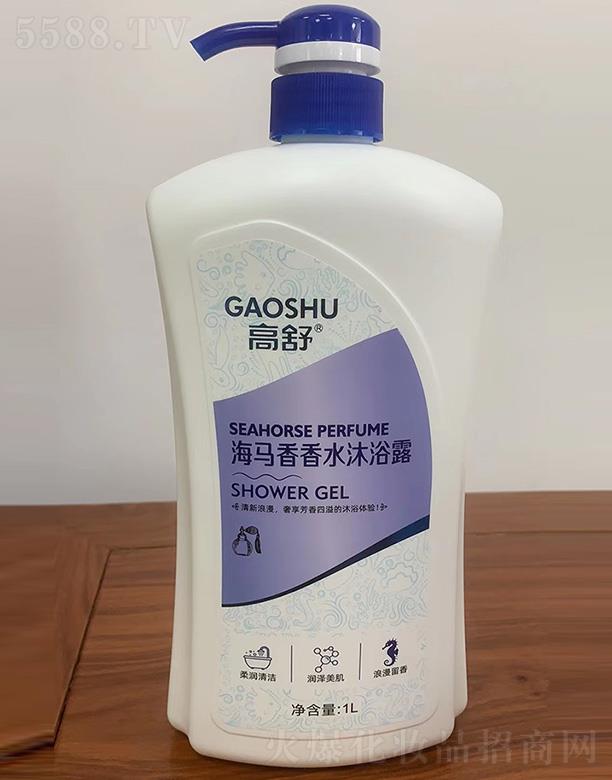 5588.TV
GAOSHU
高舒®
SEAHORSE PERFUME
海马香香水沐浴露
SHOWER GEL
清新浪漫，奢享芳香四溢的沐浴体验！
柔润清洁 润泽美肌 浪漫留香
净含量:1L
火爆化妆品招商网